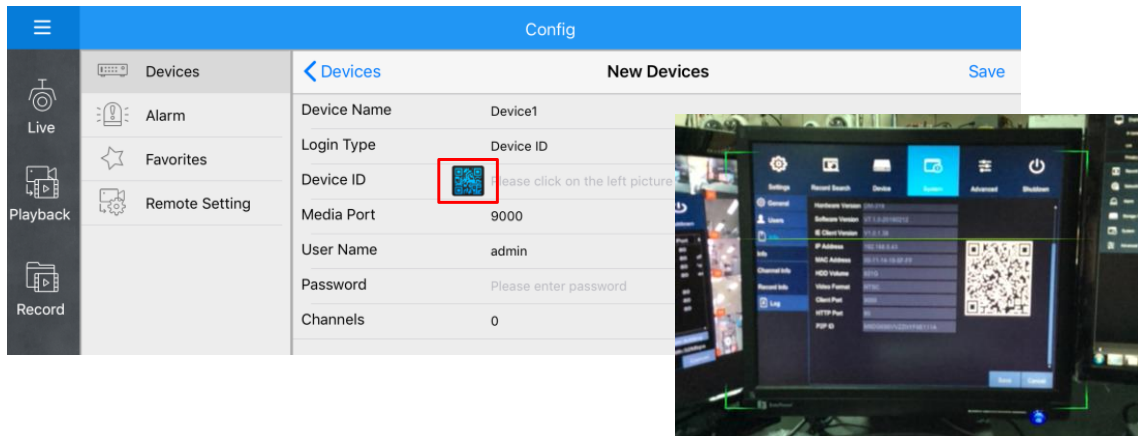 Config
Devices
Devices
New Devices
Save
Live
Alarm
Device Name
Device1
Login Type
Device ID
Favorites
Device ID
Please click on the left picture
Playback
Remote Setting
Media Port
9000
User Name
admin
Password
Please enter password
Record
Channels
0
Settings
Record Search
Device
System
Advanced
Shutdown
General
Hardware Version
Users
Software Version
IE Client Version
IP Address
Info
MAC Address
Channel Info
HDD Volume
Record Info
Video Format
NTSC
Log
Client Port
9000
HTTP Port
P2P ID
Save
Cancel